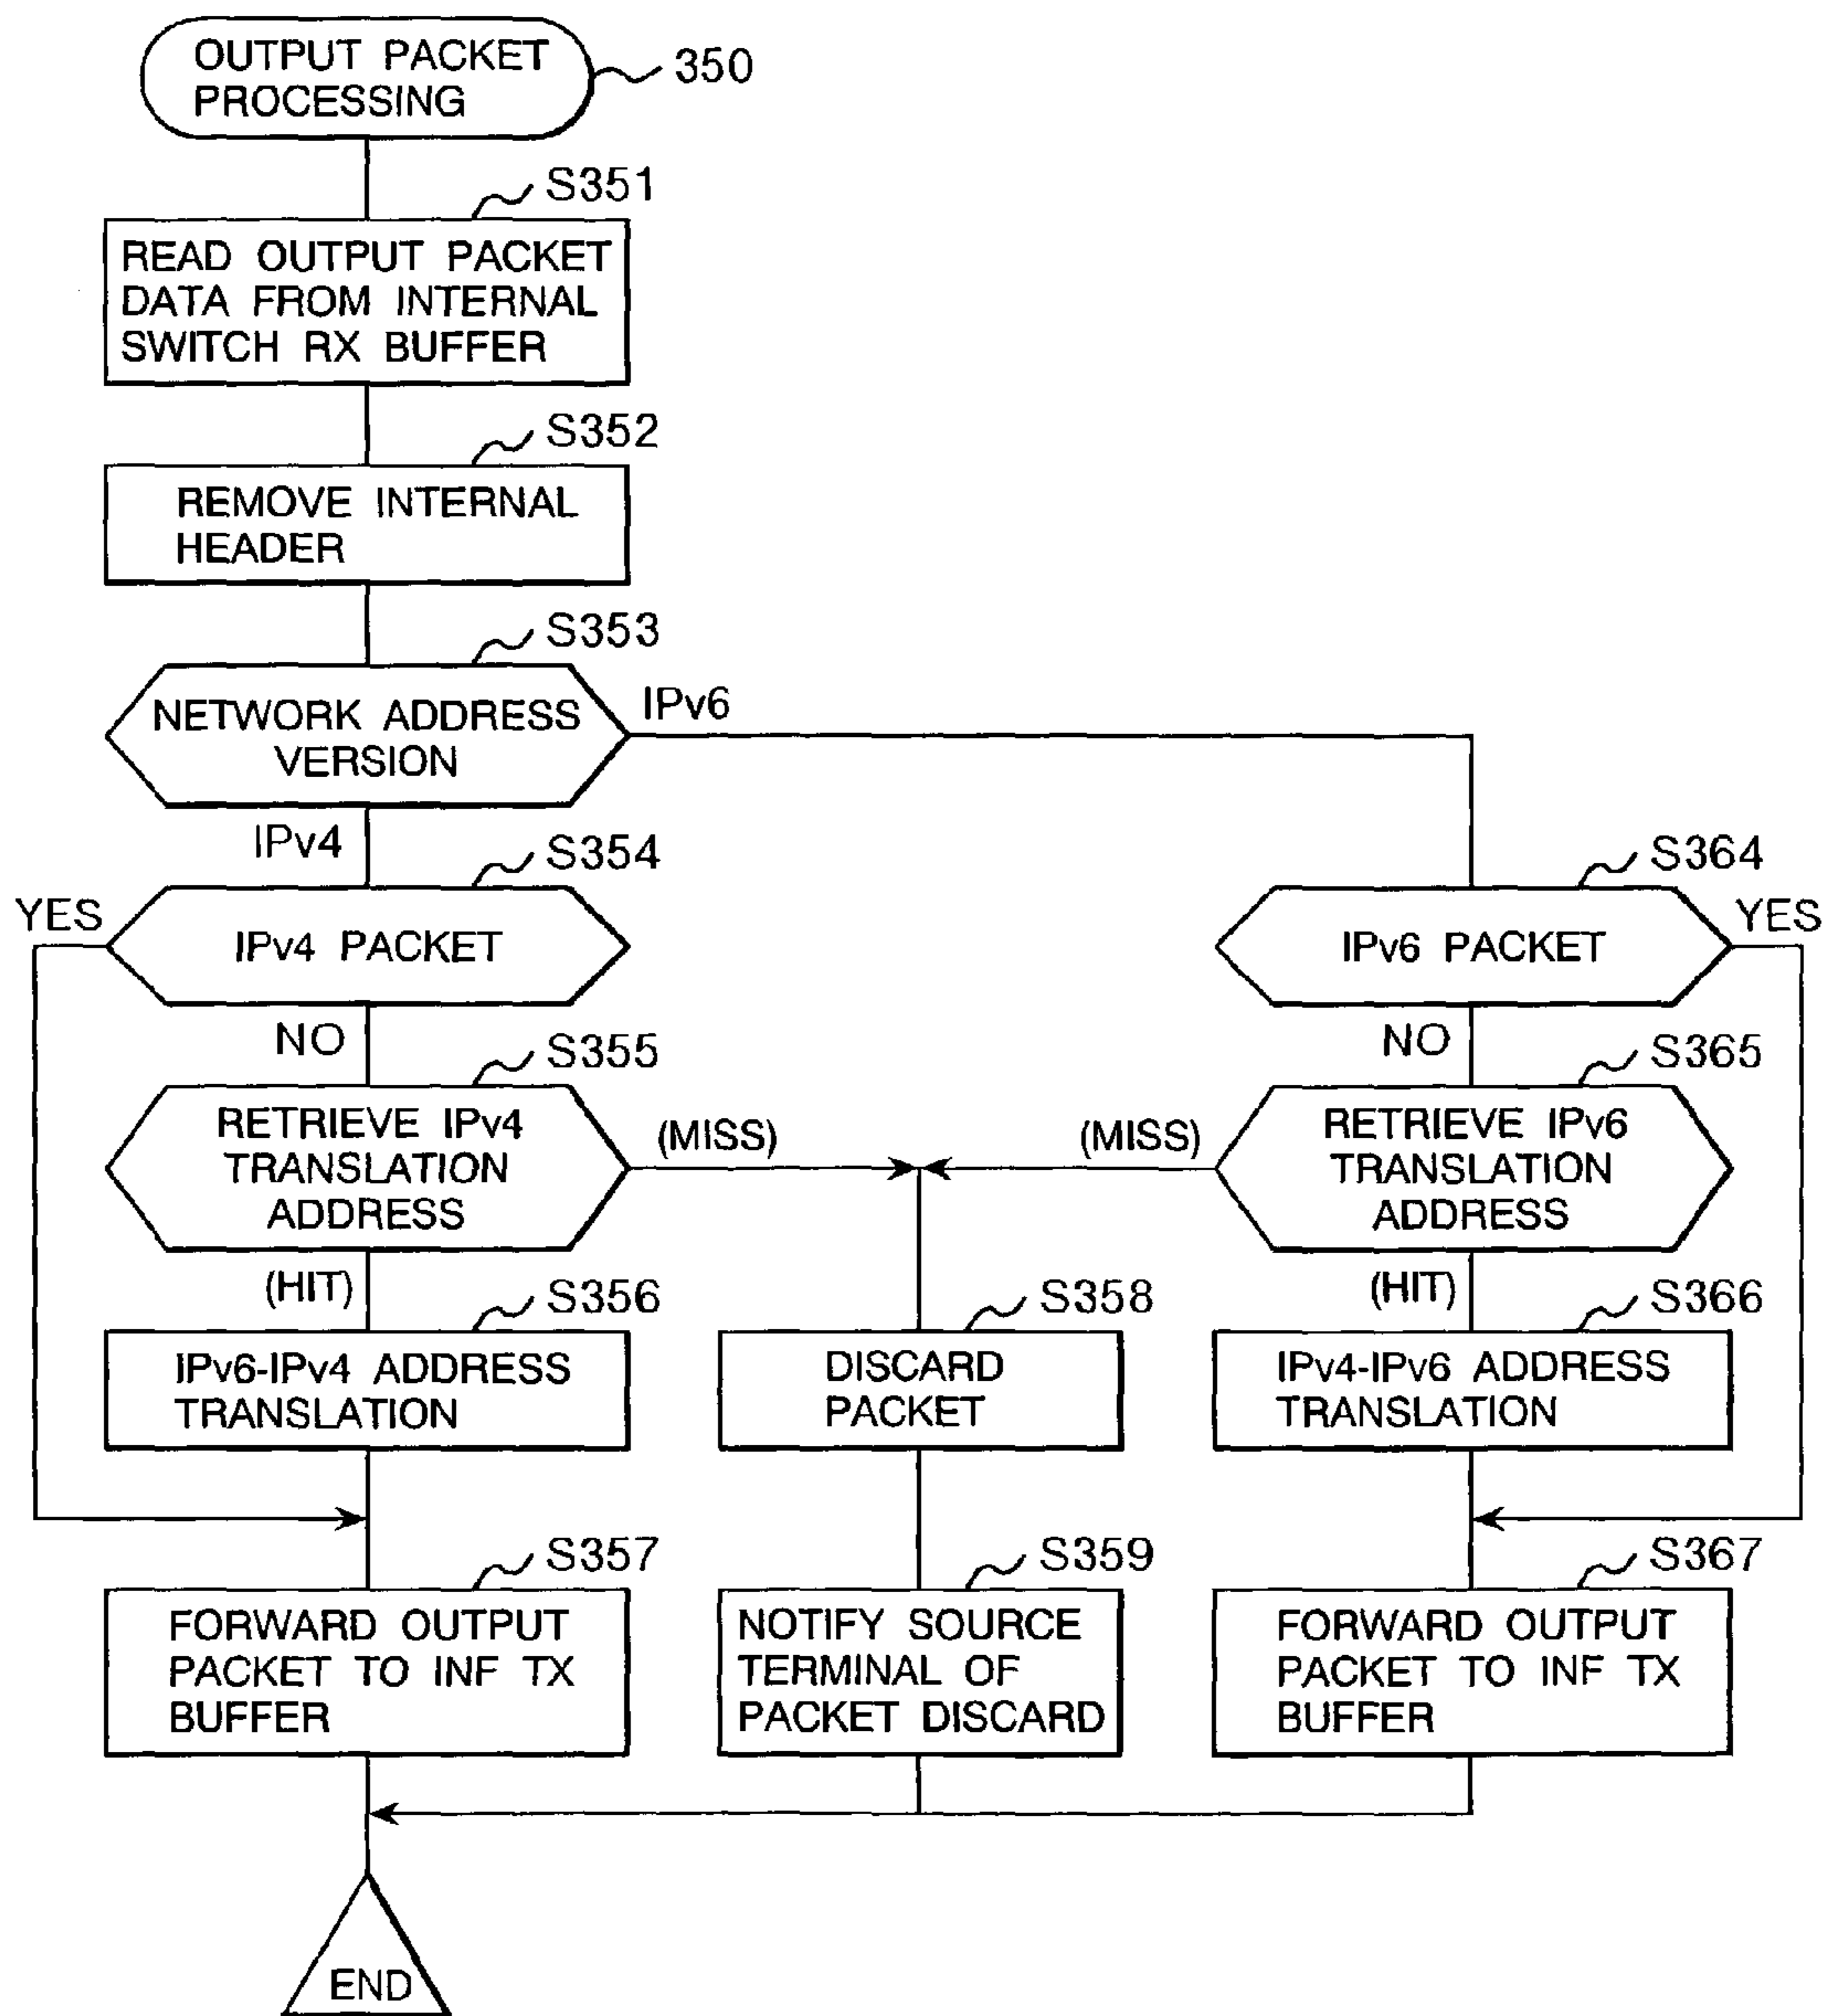 OUTPUT PACKET
PROCESSING
350
S351
READ OUTPUT PACKET
DATA FROM INTERNAL
SWITCH RX BUFFER
S352
REMOVE INTERNAL
HEADER
S353
NETWORK ADDRESS
VERSION
IPv6
IPv4
S354
YES
IPv4 PACKET
NO
S364
IPv6 PACKET
YES
NO
S355
RETRIEVE IPv4
TRANSLATION
ADDRESS
(MISS)
(HIT)
S365
(MISS)
RETRIEVE IPv6
TRANSLATION
ADDRESS
(HIT)
S356
IPv6-IPv4 ADDRESS
TRANSLATION
S358
DISCARD
PACKET
S366
IPv4-IPv6 ADDRESS
TRANSLATION
S357
FORWARD OUTPUT
PACKET TO INF TX
BUFFER
S359
NOTIFY SOURCE
TERMINAL OF
PACKET DISCARD
S367
FORWARD OUTPUT
PACKET TO INF TX
BUFFER
END